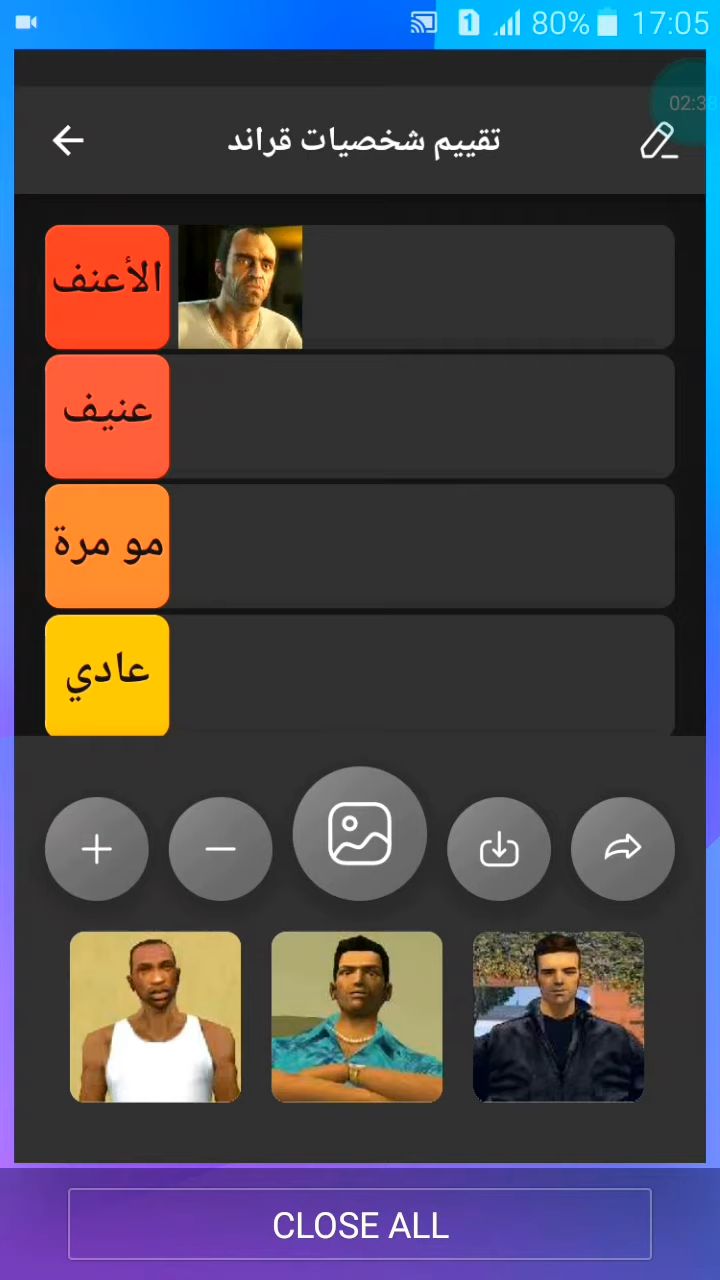 80% 17:05
02:38
تقييم شخصيات قراند
الأعنف
عنيف
مو مرة
عادي
CLOSE ALL